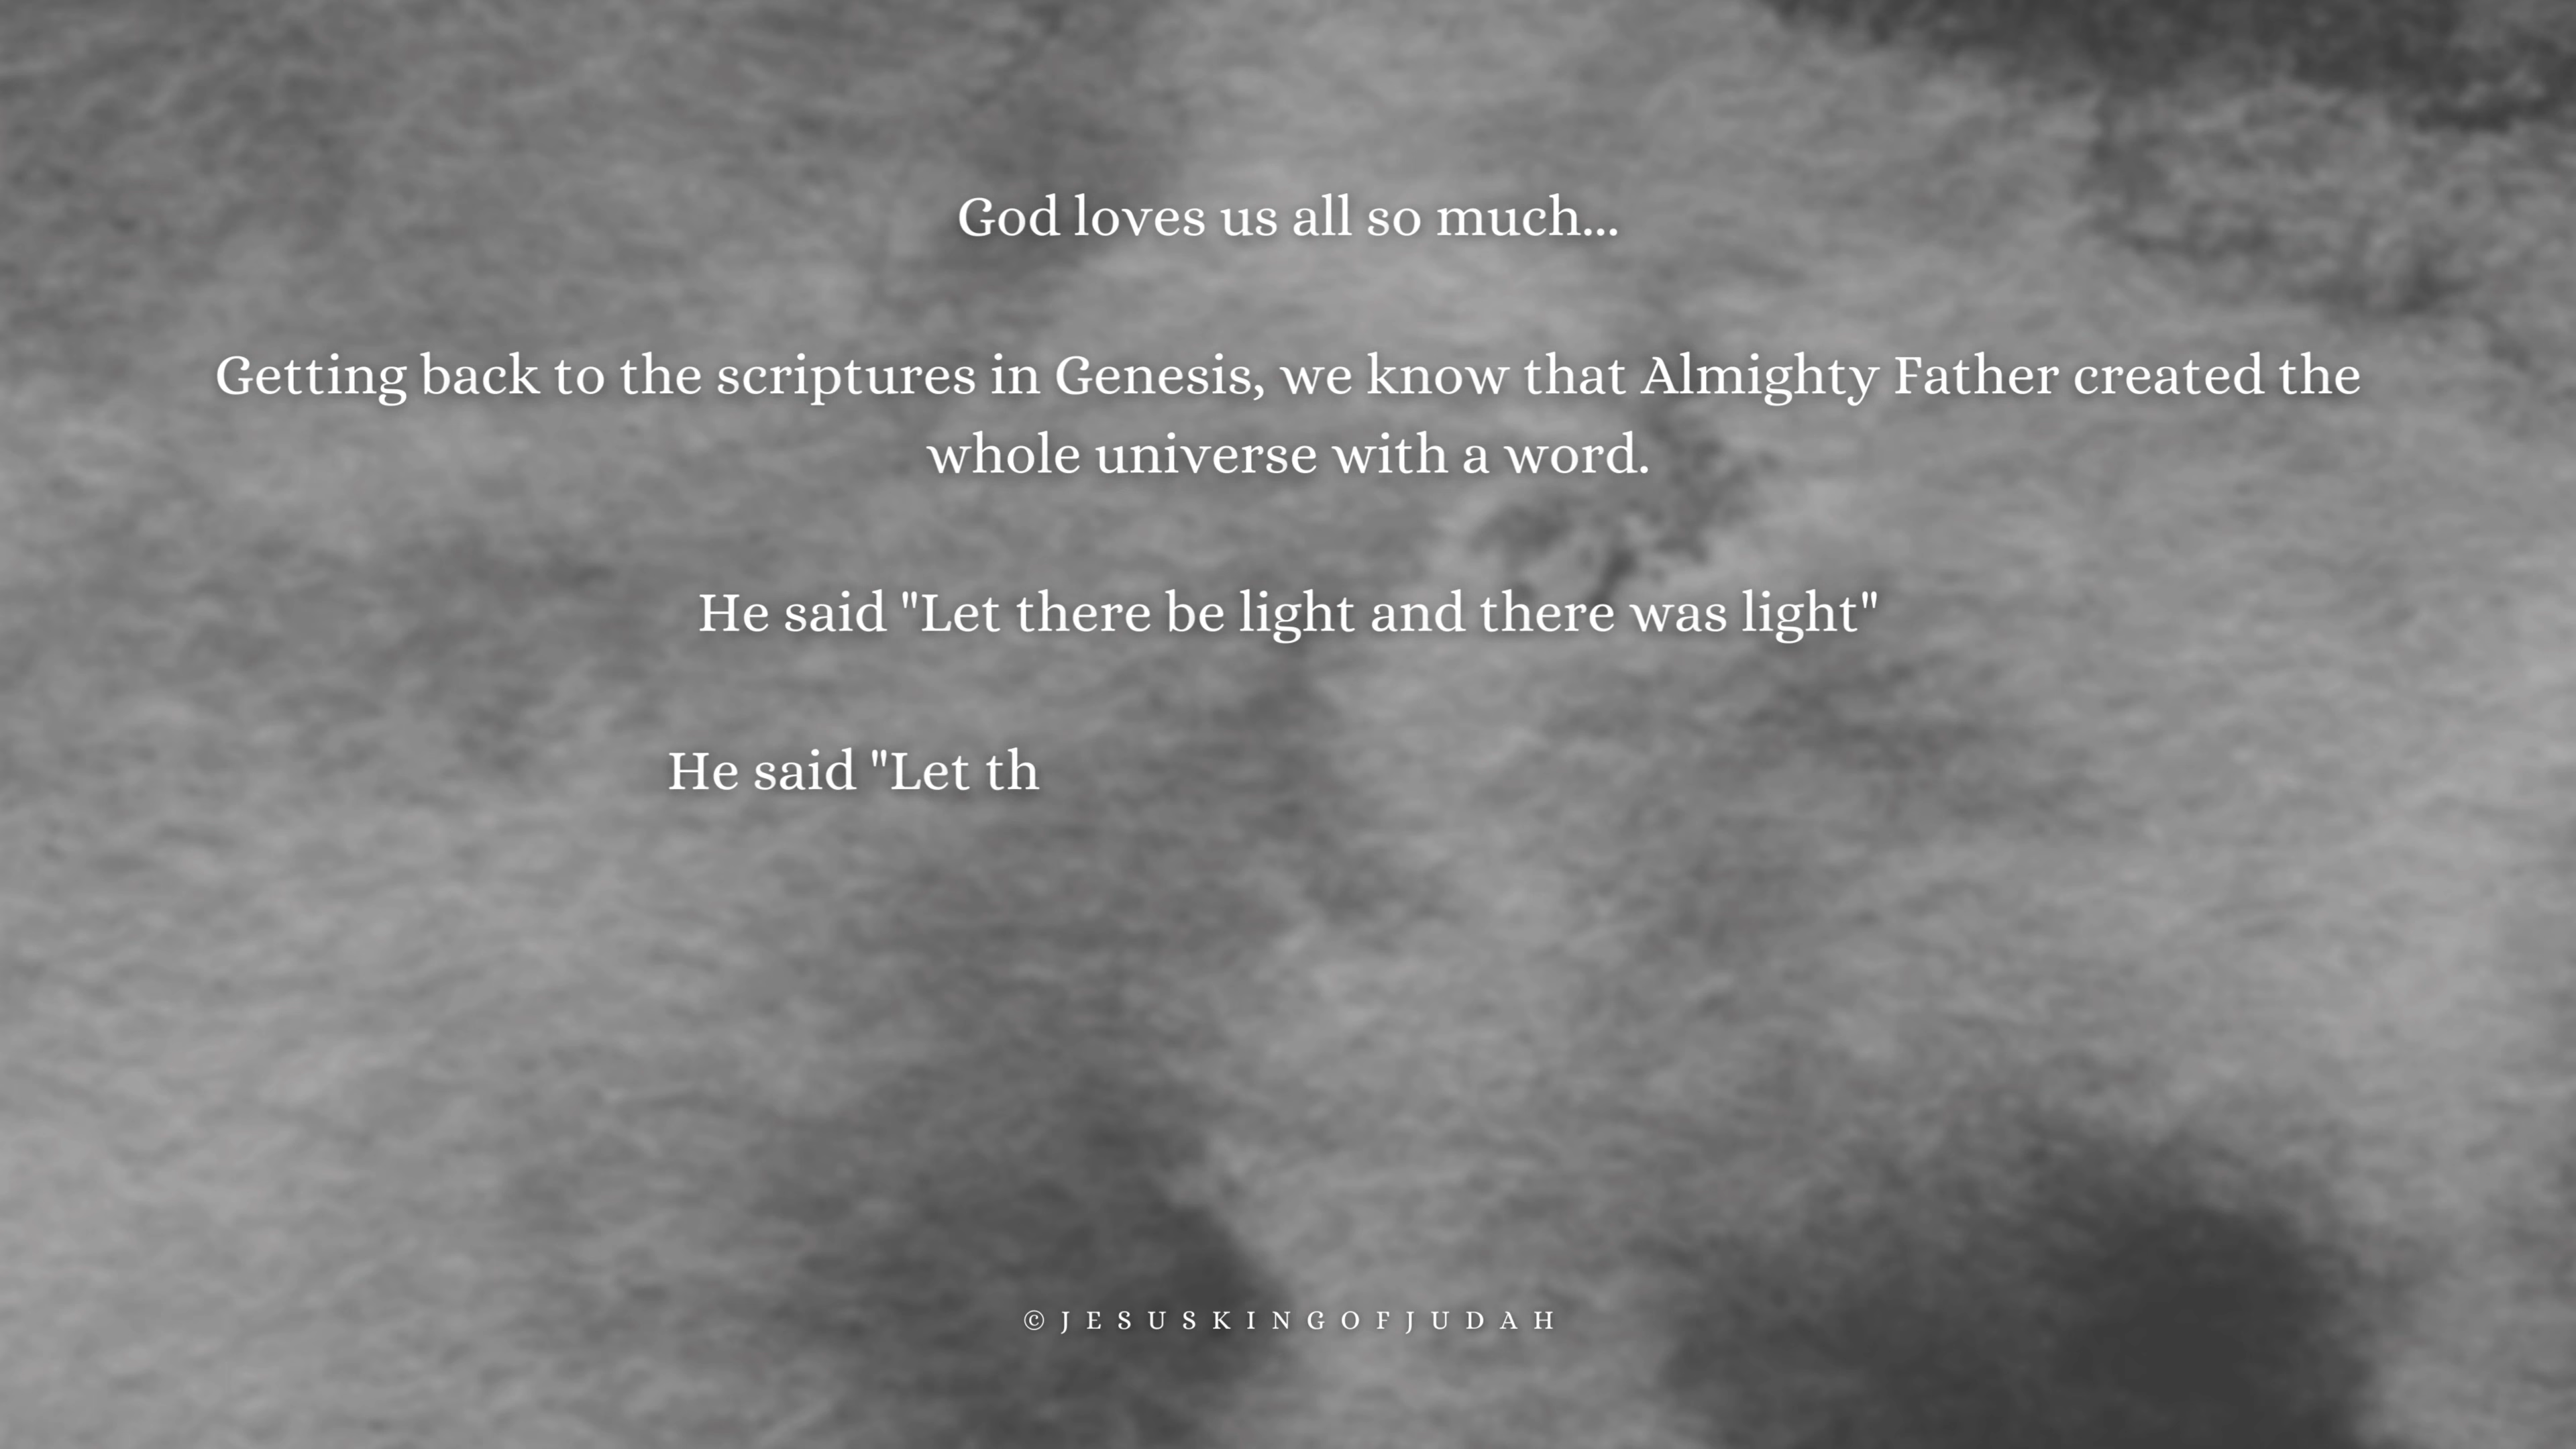 God loves us all so much...
Getting back to the scriptures in Genesis, we know that Almighty Father created the
whole universe with a word.
He said "Let there be light and there was light"
He said "Let th
©JESUSKINGOFJUDAH